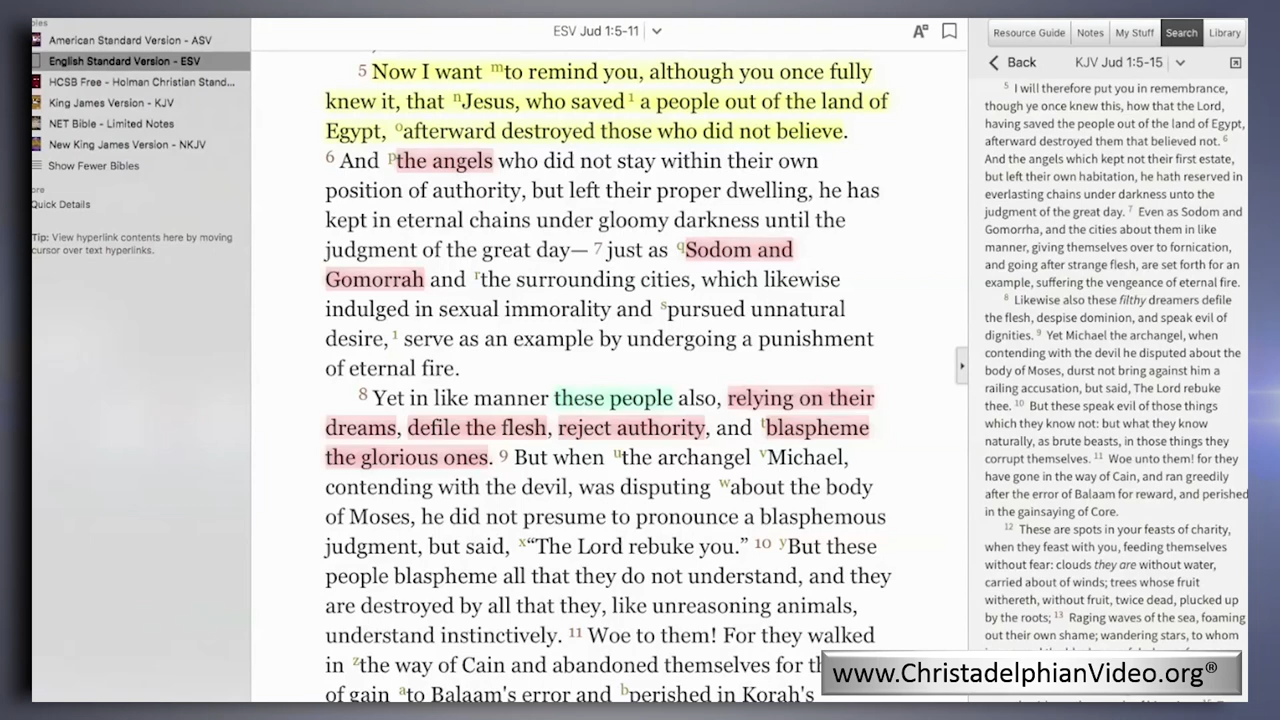 bles
American Standard Version - ASV
English Standard Version - ESV
HCSB Free - Holman Christian Stand...
King James Version - KJV
NET Bible - Limited Notes
New King James Version - NKJV
Show Fewer Bibles
ore
Quick Details
Tip: View hyperlink contents here by moving
cursor over text hyperlinks.
ESV Jud 1:5-11
5 Now I want m to remind you, although you once fully
knew it, that n Jesus, who saved 1 a people out of the land of
Egypt, o afterward destroyed those who did not believe.
6 And p the angels who did not stay within their own
position of authority, but left their proper dwelling, he has
kept in eternal chains under gloomy darkness until the
judgment of the great day— 7 just as q Sodom and
Gomorrah and r the surrounding cities, which likewise
indulged in sexual immorality and s pursued unnatural
desire, 1 serve as an example by undergoing a punishment
of eternal fire.
8 Yet in like manner these people also, relying on their
dreams, defile the flesh, reject authority, and t blaspheme
the glorious ones. 9 But when u the archangel v Michael,
contending with the devil, was disputing w about the body
of Moses, he did not presume to pronounce a blasphemous
judgment, but said, x “The Lord rebuke you.” 10 y But these
people blaspheme all that they do not understand, and they
are destroyed by all that they, like unreasoning animals,
understand instinctively. 11 Woe to them! For they walked
in z the way of Cain and abandoned themselves for th
of gain a to Balaam's error and b perished in Korah's
Resource Guide Notes My Stuff Search Library
Back KJV Jud 1:5-15
5 I will therefore put you in remembrance,
though ye once knew this, how that the Lord,
having saved the people out of the land of Egypt,
afterward destroyed them that believed not. 6
And the angels which kept not their first estate,
but left their own habitation, he hath reserved in
everlasting chains under darkness unto the
judgment of the great day. 7 Even as Sodom and
Gomorrha, and the cities about them in like
manner, giving themselves over to fornication,
and going after strange flesh, are set forth for an
example, suffering the vengeance of eternal fire.
8 Likewise also these filthy dreamers defile
the flesh, despise dominion, and speak evil of
dignities. 9 Yet Michael the archangel, when
contending with the devil he disputed about the
body of Moses, durst not bring against him a
railing accusation, but said, The Lord rebuke
thee. 10 But these speak evil of those things
which they know not: but what they know
naturally, as brute beasts, in those things they
corrupt themselves. 11 Woe unto them! for they
have gone in the way of Cain, and ran greedily
after the error of Balaam for reward, and perished
in the gainsaying of Core.
12 These are spots in your feasts of charity,
when they feast with you, feeding themselves
without fear: clouds they are without water,
carried about of winds; trees whose fruit
withereth, without fruit, twice dead, plucked up
by the roots; 13 Raging waves of the sea, foaming
out their own shame; wandering stars, to whom
www.ChristadelphianVideo.org®